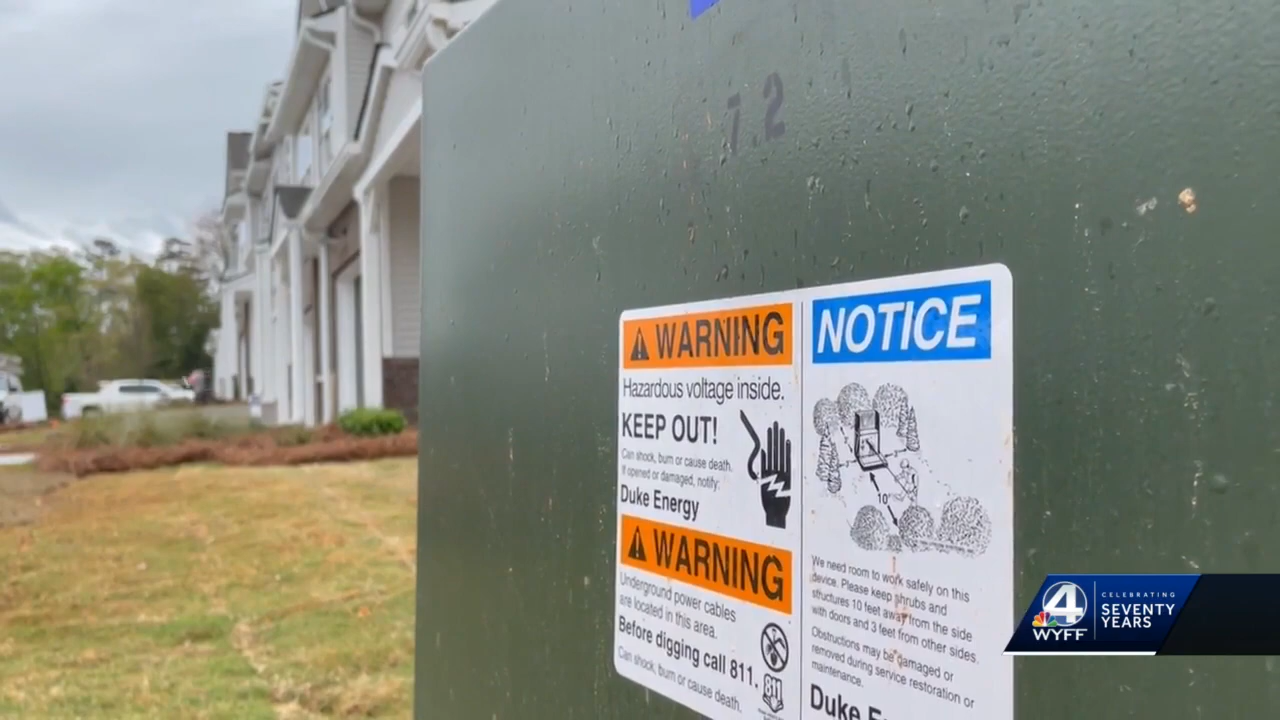 72
WARNING
Hazardous voltage inside.
KEEP OUT!
Can shock, burn or cause death.
If opened or damaged, notify:
Duke Energy
WARNING
Underground power cables
are located in this area.
Before digging call 811.
Can shock, burn or cause death.
811
NOTICE
10'
We need room to work safely on this
device. Please keep shrubs and
structures 10 feet away from the side
with doors and 3 feet from other sides.
Obstructions may be damaged or
removed during service restoration or
maintenance.
Duke E
4
WYFF
CELEBRATING
SEVENTY
YEARS